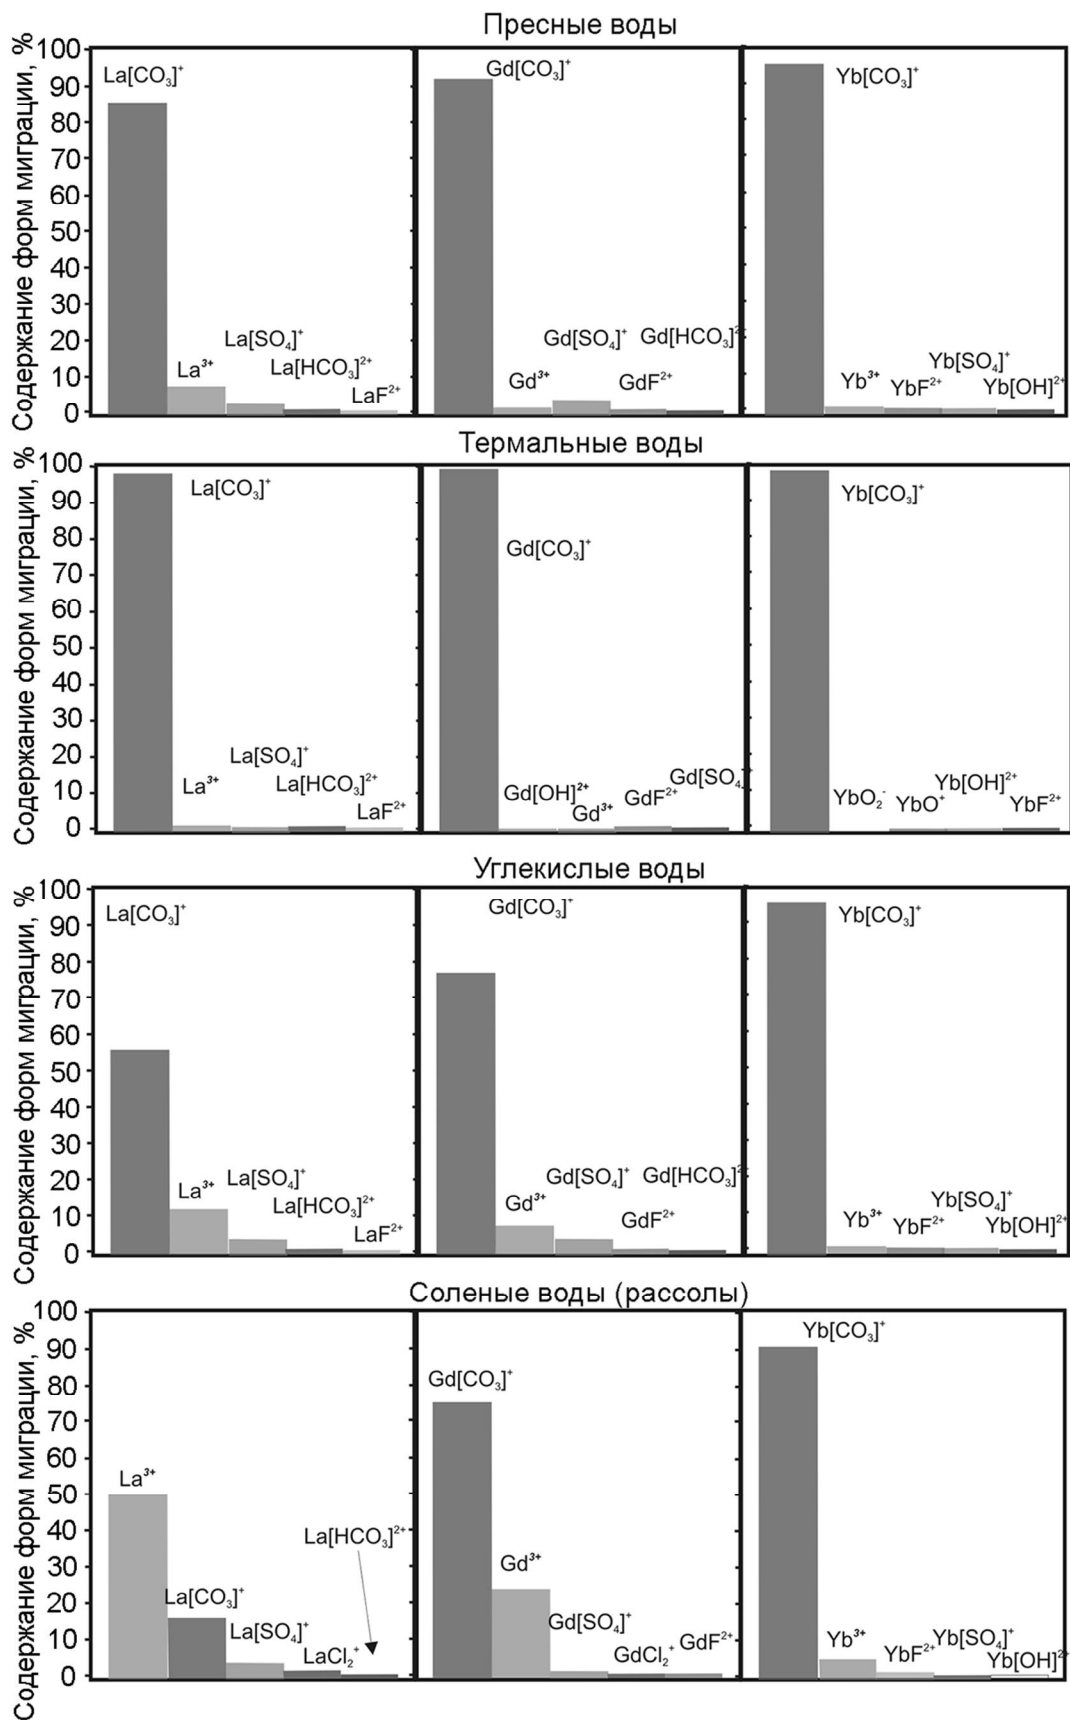 Пресные воды
Содержание форм миграции, %
100
90
80
70
60
50
40
30
20
10
0
La[CO₃]⁺
La³⁺
La[SO₄]⁺
La[HCO₃]²⁺
LaF²⁺
Gd[CO₃]⁺
Gd³⁺
Gd[SO₄]⁺
GdF²⁺
Gd[HCO₃]²⁺
Yb[CO₃]⁺
Yb³⁺
YbF²⁺
Yb[SO₄]⁺
Yb[OH]²⁺
Термальные воды
Содержание форм миграции, %
100
90
80
70
60
50
40
30
20
10
0
La[CO₃]⁺
La³⁺
La[SO₄]⁺
La[HCO₃]²⁺
LaF²⁺
Gd[CO₃]⁺
Gd[OH]²⁺
Gd³⁺
GdF²⁺
Gd[SO₄]⁺
Yb[CO₃]⁺
YbO₂⁻
YbO⁺
Yb[OH]²⁺
YbF²⁺
Углекислые воды
Содержание форм миграции, %
100
90
80
70
60
50
40
30
20
10
0
La[CO₃]⁺
La³⁺
La[SO₄]⁺
La[HCO₃]²⁺
LaF²⁺
Gd[CO₃]⁺
Gd³⁺
Gd[SO₄]⁺
GdF²⁺
Gd[HCO₃]²⁺
Yb[CO₃]⁺
Yb³⁺
YbF²⁺
Yb[SO₄]⁺
Yb[OH]²⁺
Соленые воды (рассолы)
Содержание форм миграции, %
100
90
80
70
60
50
40
30
20
10
0
La³⁺
La[CO₃]⁺
La[SO₄]⁺
LaCl₂⁺
La[HCO₃]²⁺
Gd[CO₃]⁺
Gd³⁺
Gd[SO₄]⁺
GdCl₂⁺
GdF²⁺
Yb[CO₃]⁺
Yb³⁺
YbF²⁺
Yb[SO₄]⁺
Yb[OH]²⁺